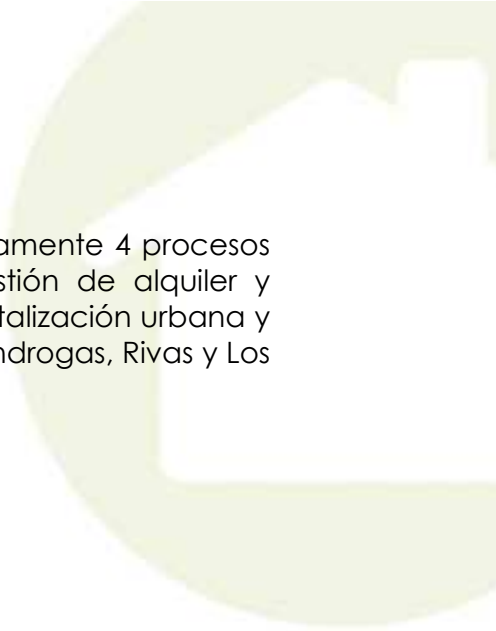 amente 4 procesos
stión de alquiler y
talización urbana y
ndrogas, Rivas y Los